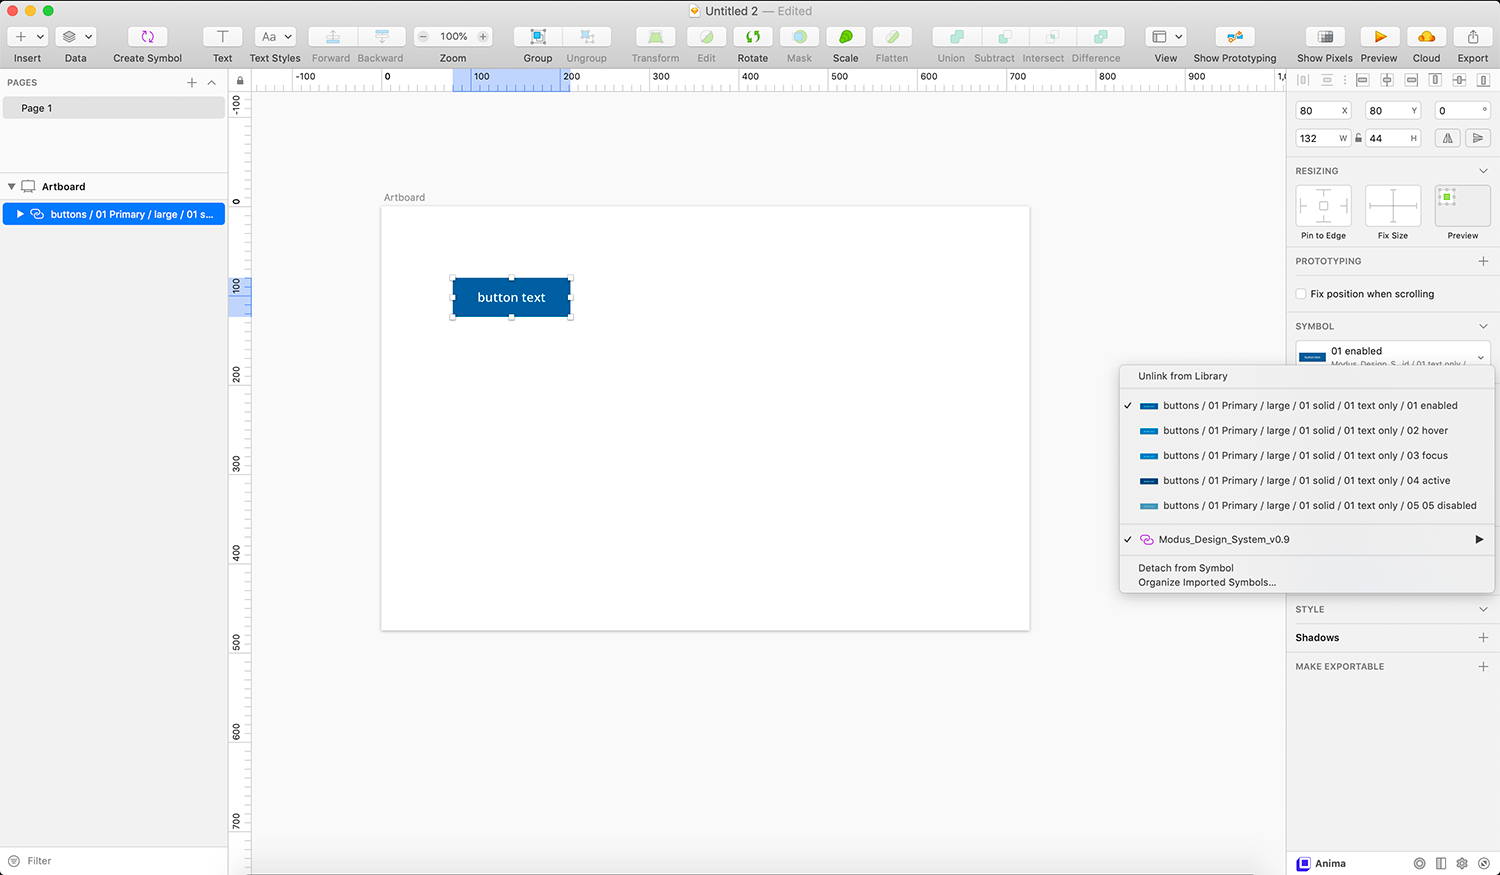 Untitled 2 — Edited
Insert
Data
Create Symbol
Text
Aa
Text Styles
Forward
Backward
100%
Zoom
Group
Ungroup
Transform
Edit
Rotate
Mask
Scale
Flatten
Union
Subtract
Intersect
Difference
View
Show Prototyping
Show Pixels
Preview
Cloud
Export
PAGES
Page 1
Artboard
buttons / 01 Primary / large / 01 s...
Filter
-100 0 100 200 300 400 500 600 700 800 900 1,0
-100
0
100
200
300
400
500
600
700
Artboard
button text
80 X 80 Y 0 °
132 W 44 H
RESIZING
Pin to Edge Fix Size Preview
PROTOTYPING
Fix position when scrolling
SYMBOL
01 enabled
Modus_Design_S...id / 01 text only /
Unlink from Library
buttons / 01 Primary / large / 01 solid / 01 text only / 01 enabled
buttons / 01 Primary / large / 01 solid / 01 text only / 02 hover
buttons / 01 Primary / large / 01 solid / 01 text only / 03 focus
buttons / 01 Primary / large / 01 solid / 01 text only / 04 active
buttons / 01 Primary / large / 01 solid / 01 text only / 05 05 disabled
Modus_Design_System_v0.9
Detach from Symbol
Organize Imported Symbols...
STYLE
Shadows
MAKE EXPORTABLE
Anima